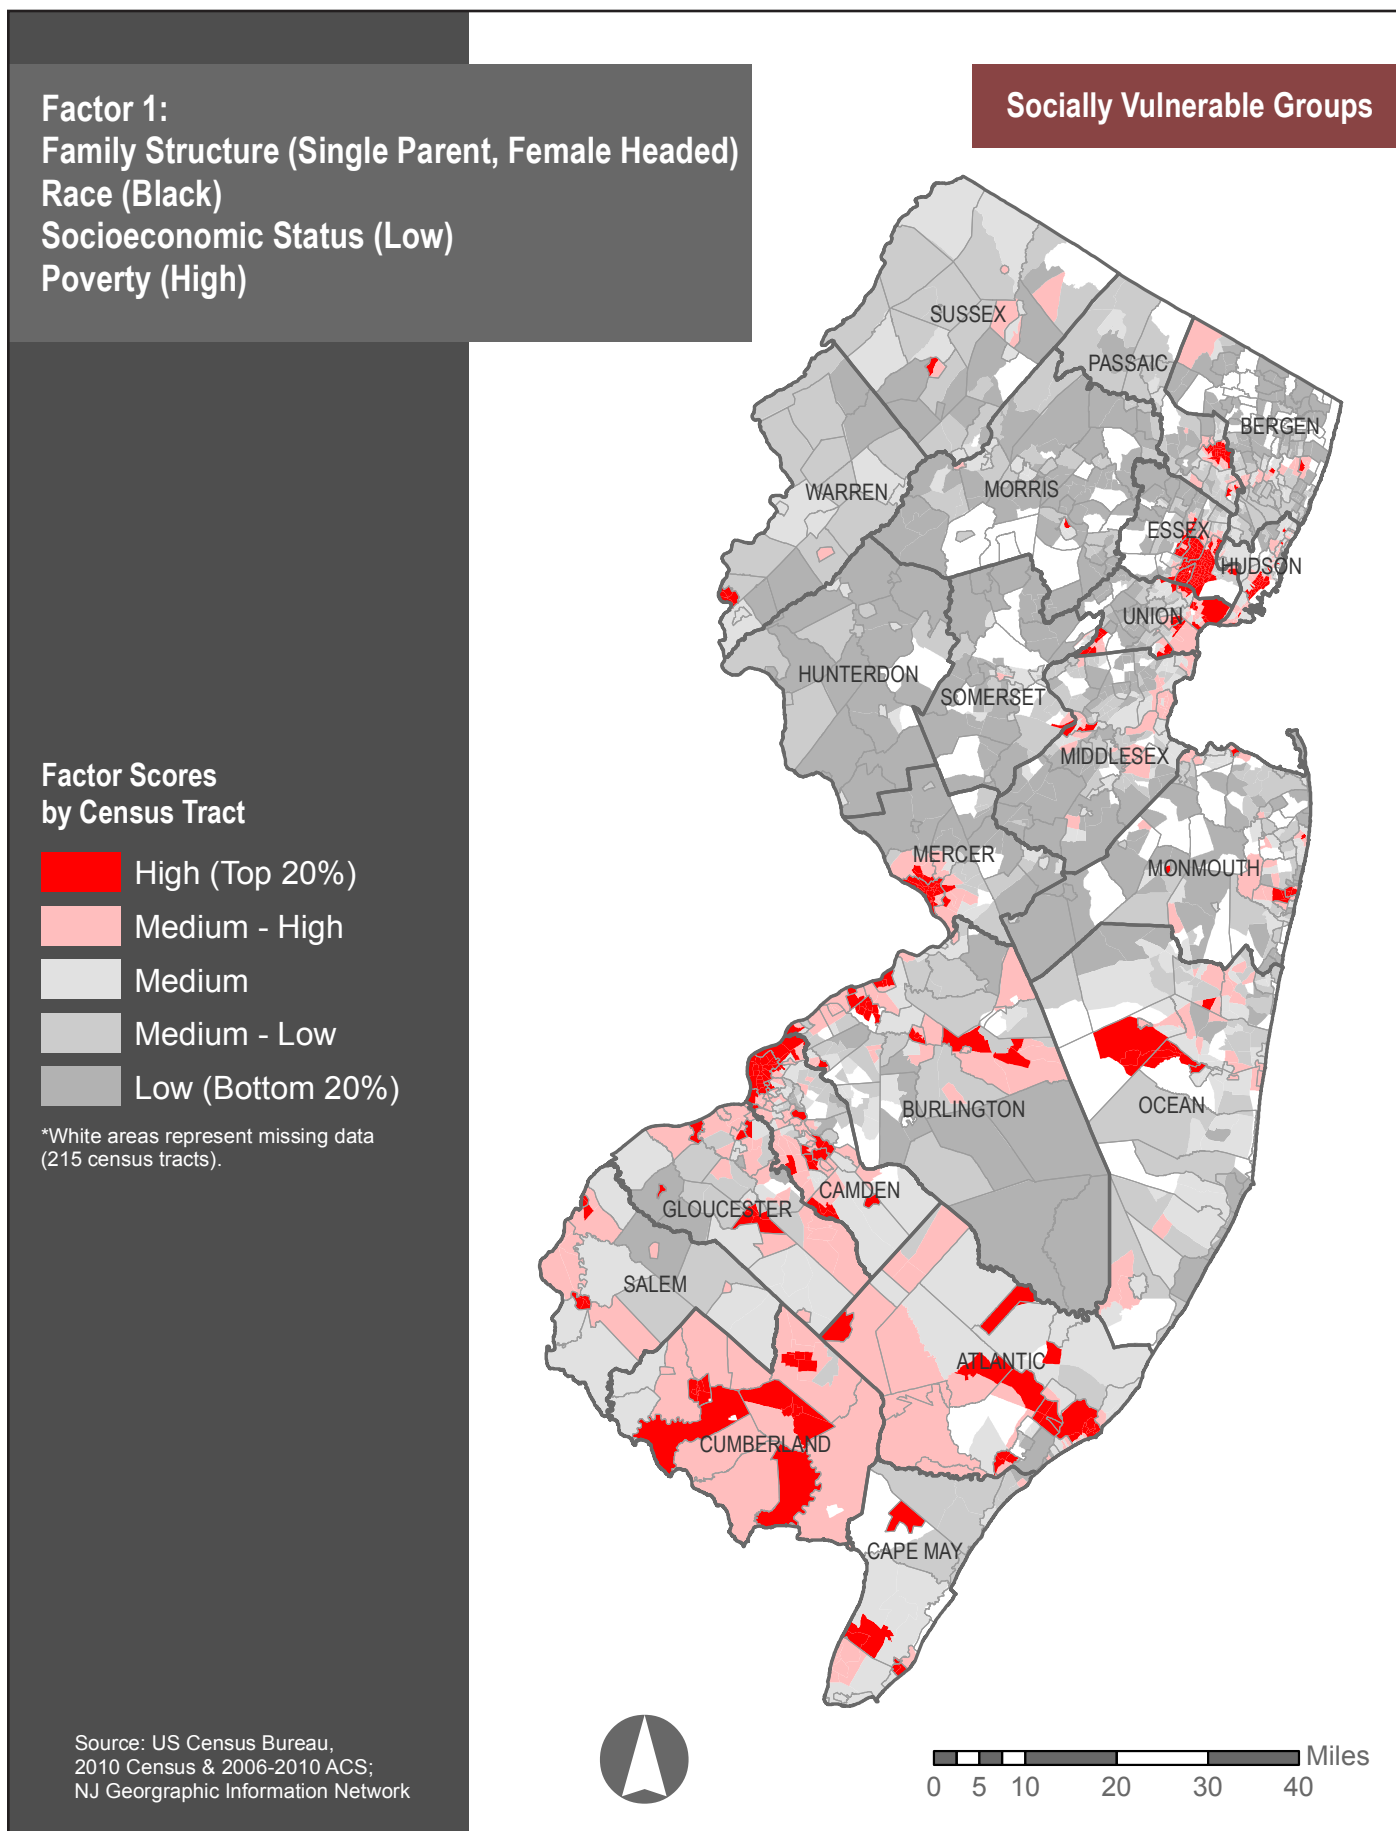 Factor 1:
Family Structure (Single Parent, Female Headed)
Race (Black)
Socioeconomic Status (Low)
Poverty (High)
Socially Vulnerable Groups
SUSSEX
PASSAIC
BERGEN
WARREN
MORRIS
ESSEX
HUDSON
UNION
HUNTERDON
SOMERSET
MIDDLESEX
MERCER
MONMOUTH
BURLINGTON
OCEAN
CAMDEN
GLOUCESTER
SALEM
ATLANTIC
CUMBERLAND
CAPE MAY
Factor Scores
by Census Tract
High (Top 20%)
Medium - High
Medium
Medium - Low
Low (Bottom 20%)
*White areas represent missing data
(215 census tracts).
Source: US Census Bureau,
2010 Census & 2006-2010 ACS;
NJ Georgraphic Information Network
Miles
0 5 10 20 30 40